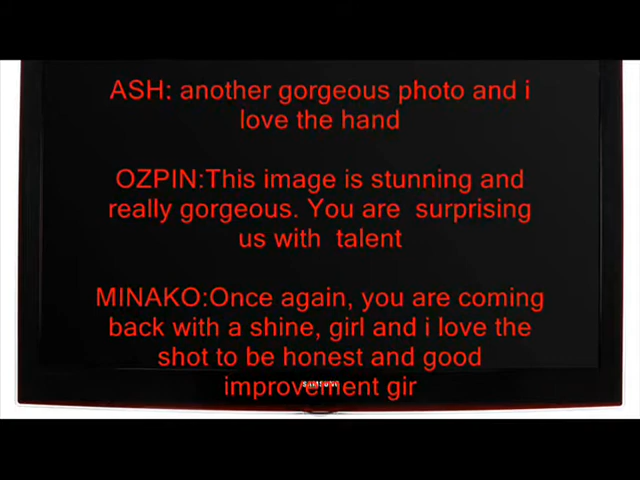 ASH: another gorgeous photo and i
love the hand
OZPIN:This image is stunning and
really gorgeous. You are surprising
us with talent
MINAKO:Once again, you are coming
back with a shine, girl and i love the
shot to be honest and good
improvement gir
SAMSUNG